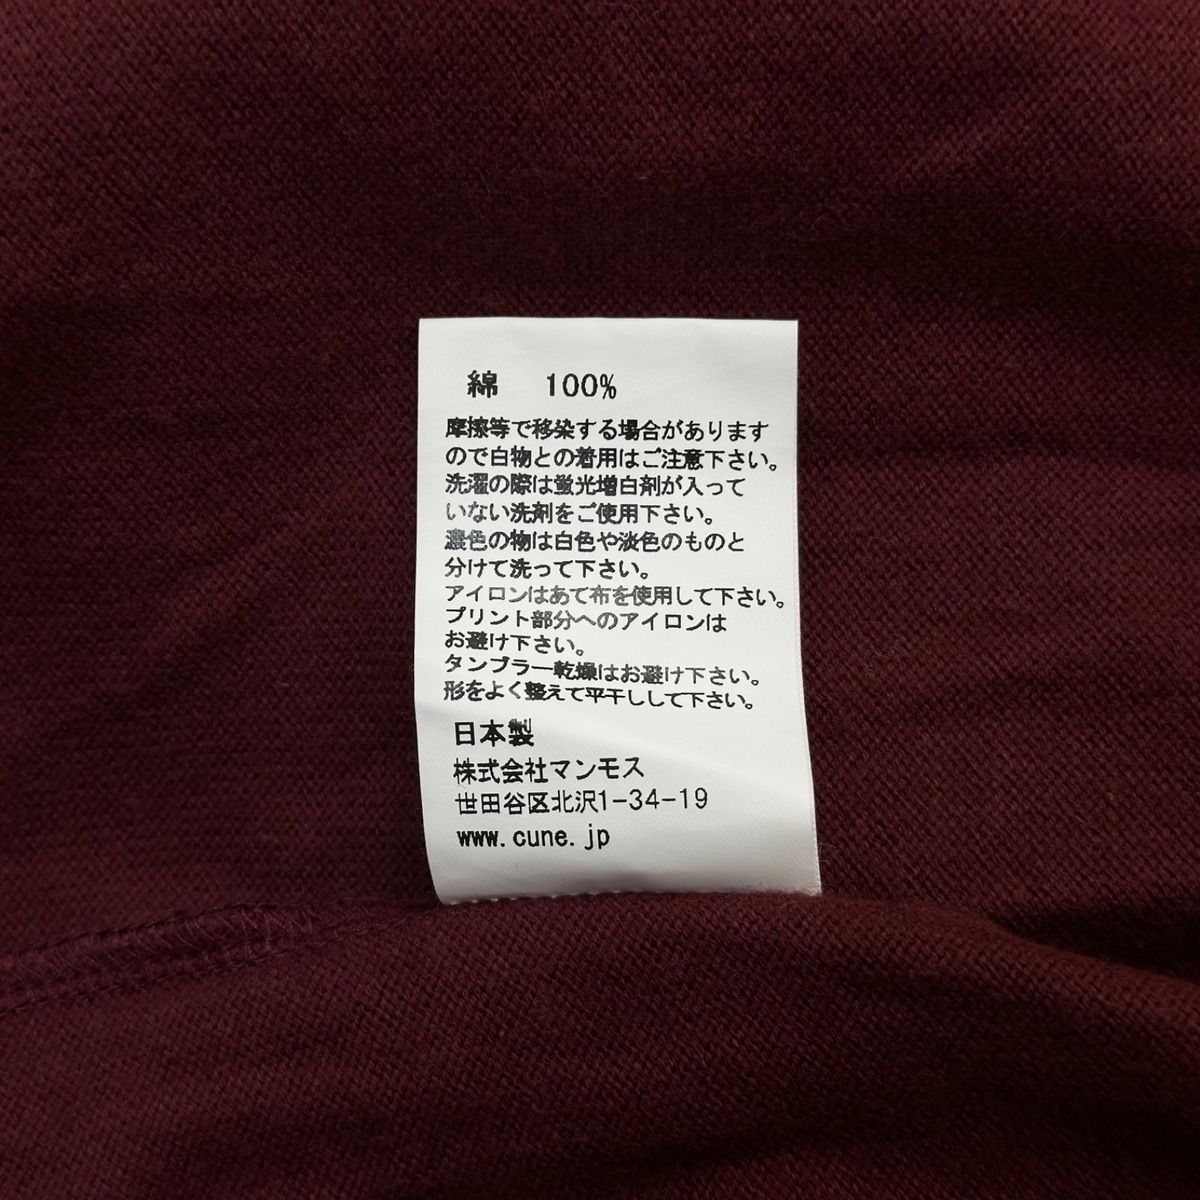 綿 100%
摩擦等で移染する場合があります
ので白物との着用はご注意下さい。
洗濯の際は蛍光増白剤が入って
いない洗剤をご使用下さい。
濃色の物は白色や淡色のものと
分けて洗って下さい。
アイロンはあて布を使用して下さい。
プリント部分へのアイロンは
お避け下さい。
タンブラー乾燥はお避け下さい。
形をよく整えて平干しして下さい。
日本製
株式会社マンモス
世田谷区北沢1-34-19
www.cune.jp